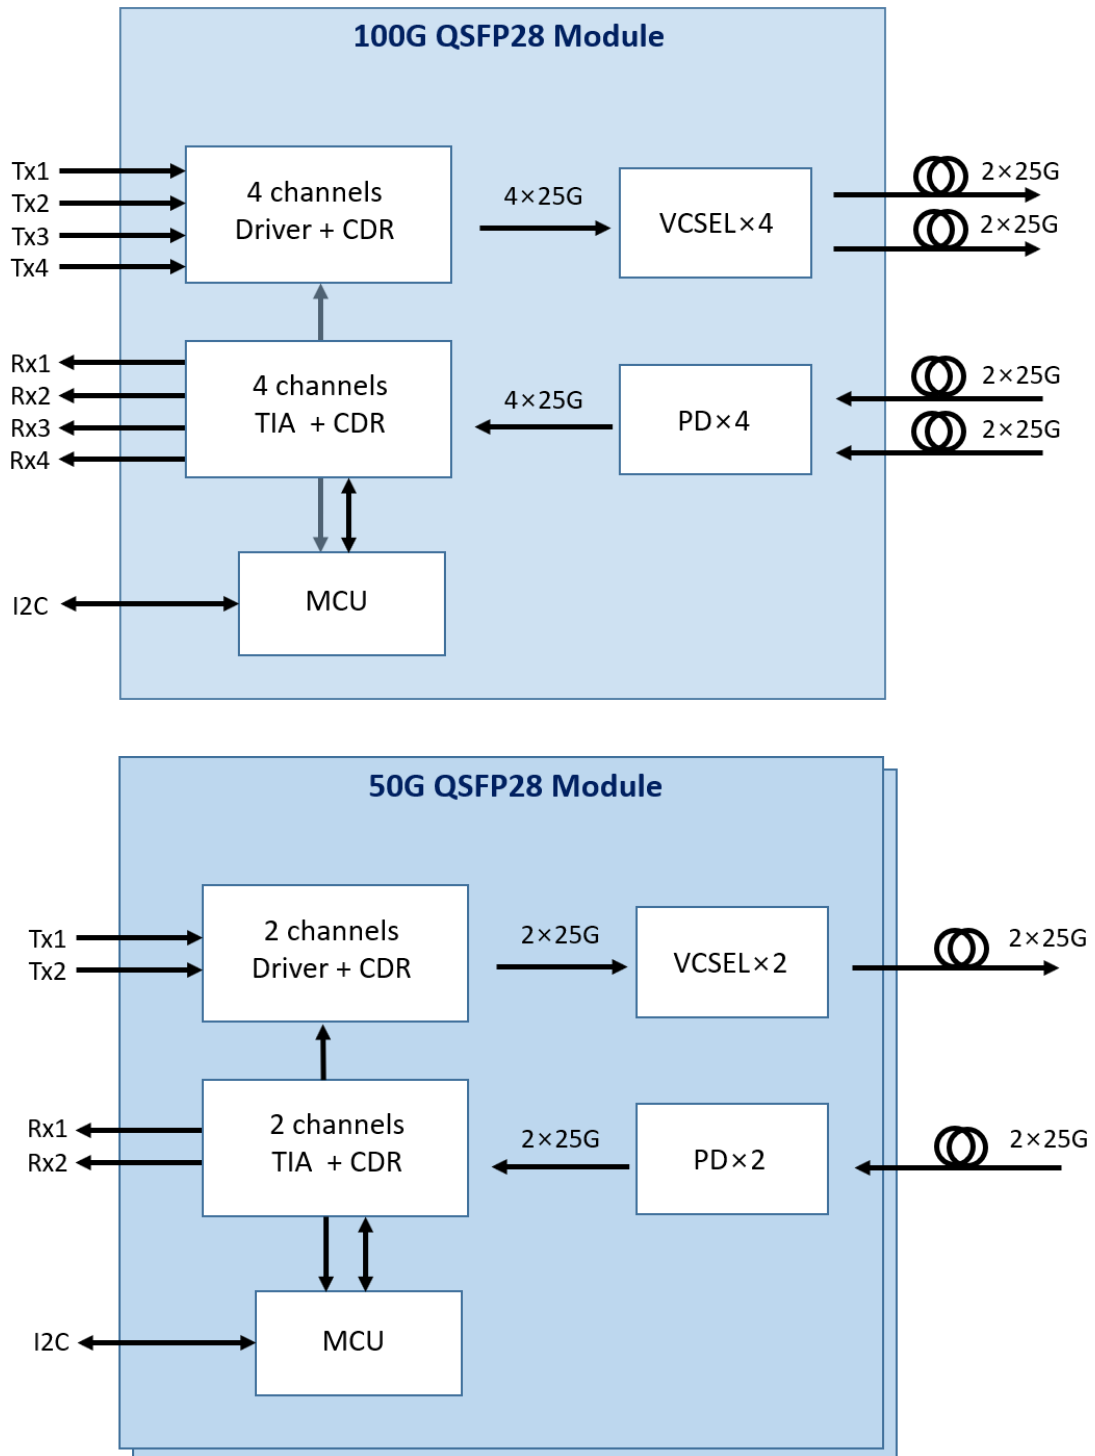 100G QSFP28 Module
Tx1
Tx2
Tx3
Tx4
4 channels
Driver + CDR
4×25G
VCSEL×4
2×25G
2×25G
Rx1
Rx2
Rx3
Rx4
4 channels
TIA + CDR
4×25G
PD×4
2×25G
2×25G
I2C
MCU
50G QSFP28 Module
Tx1
Tx2
2 channels
Driver + CDR
2×25G
VCSEL×2
2×25G
Rx1
Rx2
2 channels
TIA + CDR
2×25G
PD×2
2×25G
I2C
MCU